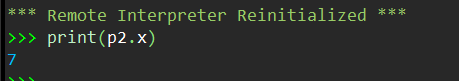 *** Remote Interpreter Reinitialized ***
>>> print(p2.x)
7
>>>